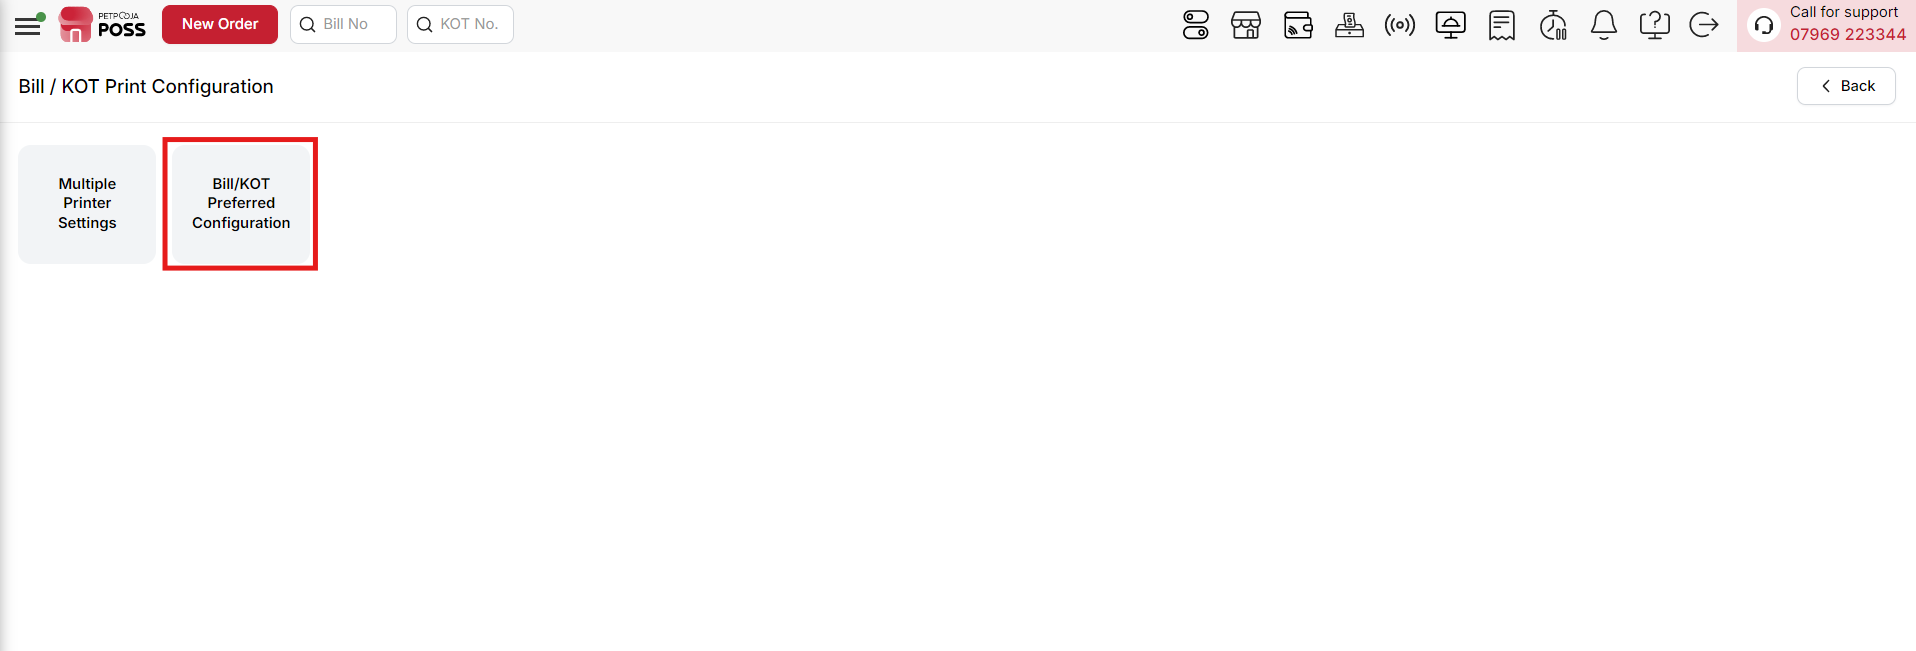 PETPOOJA
POSS
New Order
Bill No
KOT No.
Call for support
07969 223344
Bill / KOT Print Configuration
Back
Multiple
Printer
Settings
Bill/KOT
Preferred
Configuration